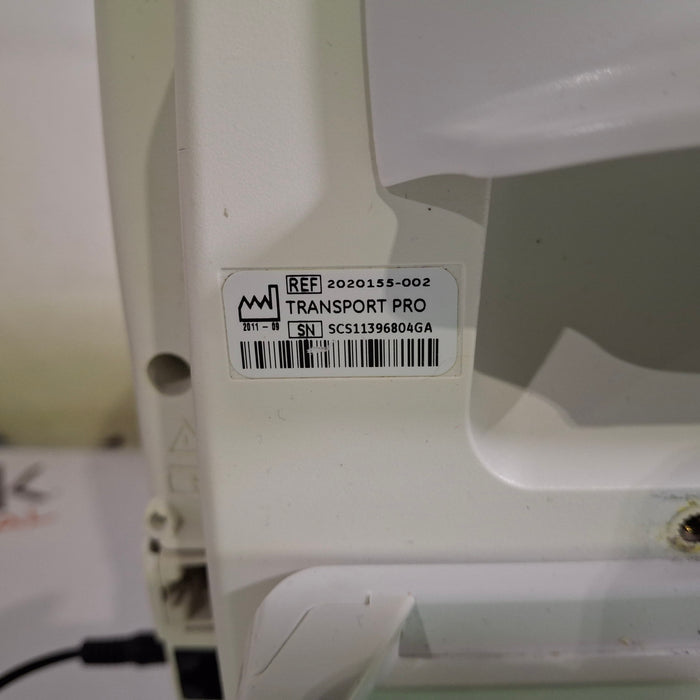 REF 2020155-002
TRANSPORT PRO
2011-09
SN SCS11396804GA